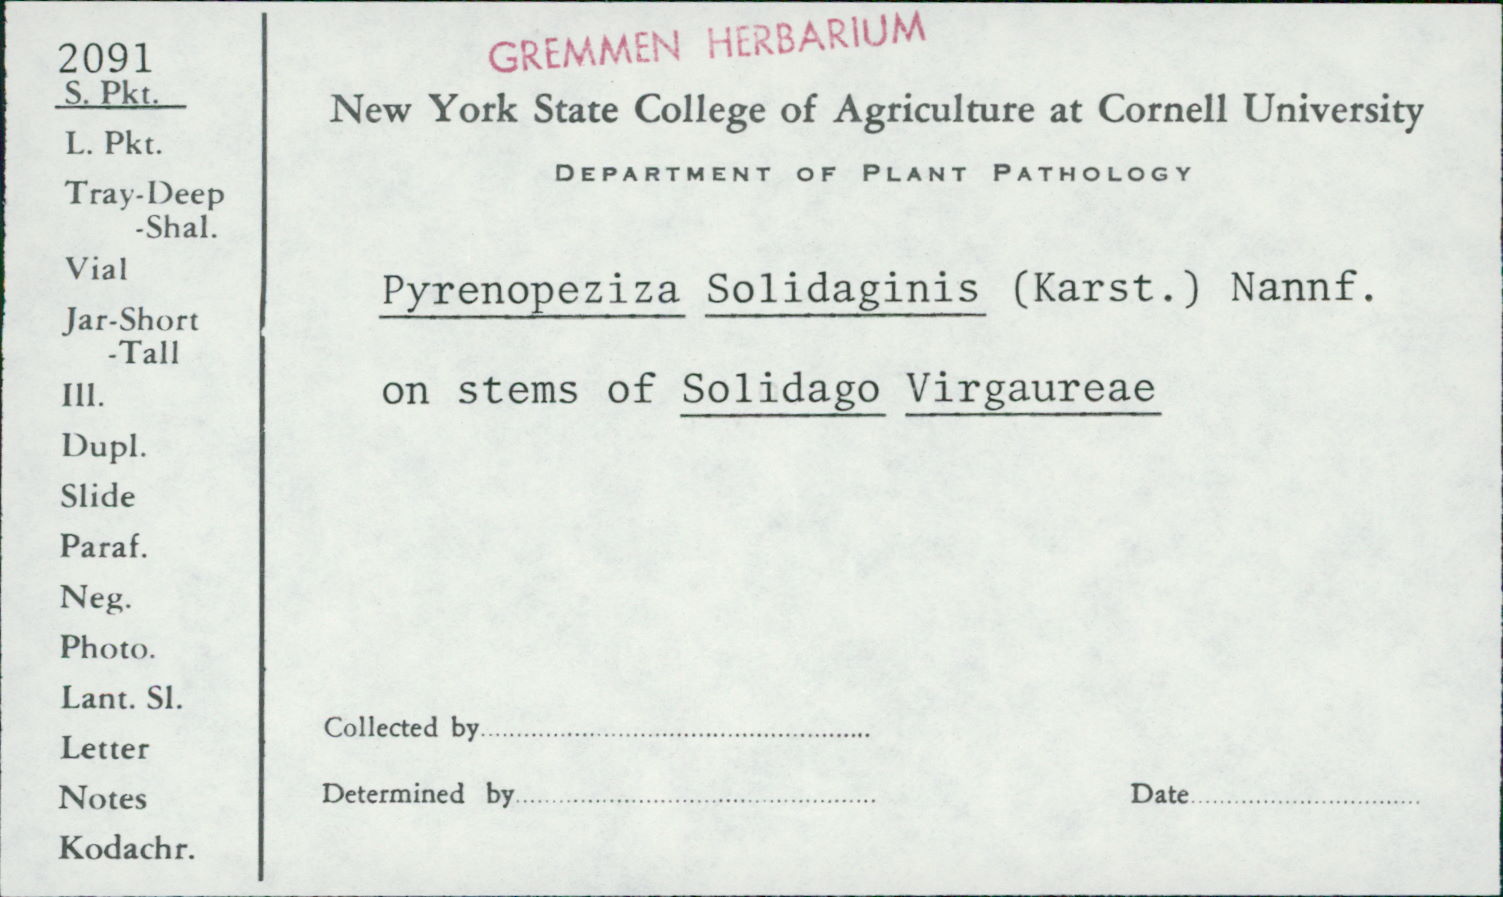 2091
S. Pkt.
L. Pkt.
Tray-Deep
-Shal.
Vial
Jar-Short
-Tall
Ill.
Dupl.
Slide
Paraf.
Neg.
Photo.
Lant. Sl.
Letter
Notes
Kodachr.
GREMMEN HERBARIUM
New York State College of Agriculture at Cornell University
DEPARTMENT OF PLANT PATHOLOGY
Pyrenopeziza Solidaginis (Karst.) Nannf.
on stems of Solidago Virgaureae
Collected by
Determined by
Date